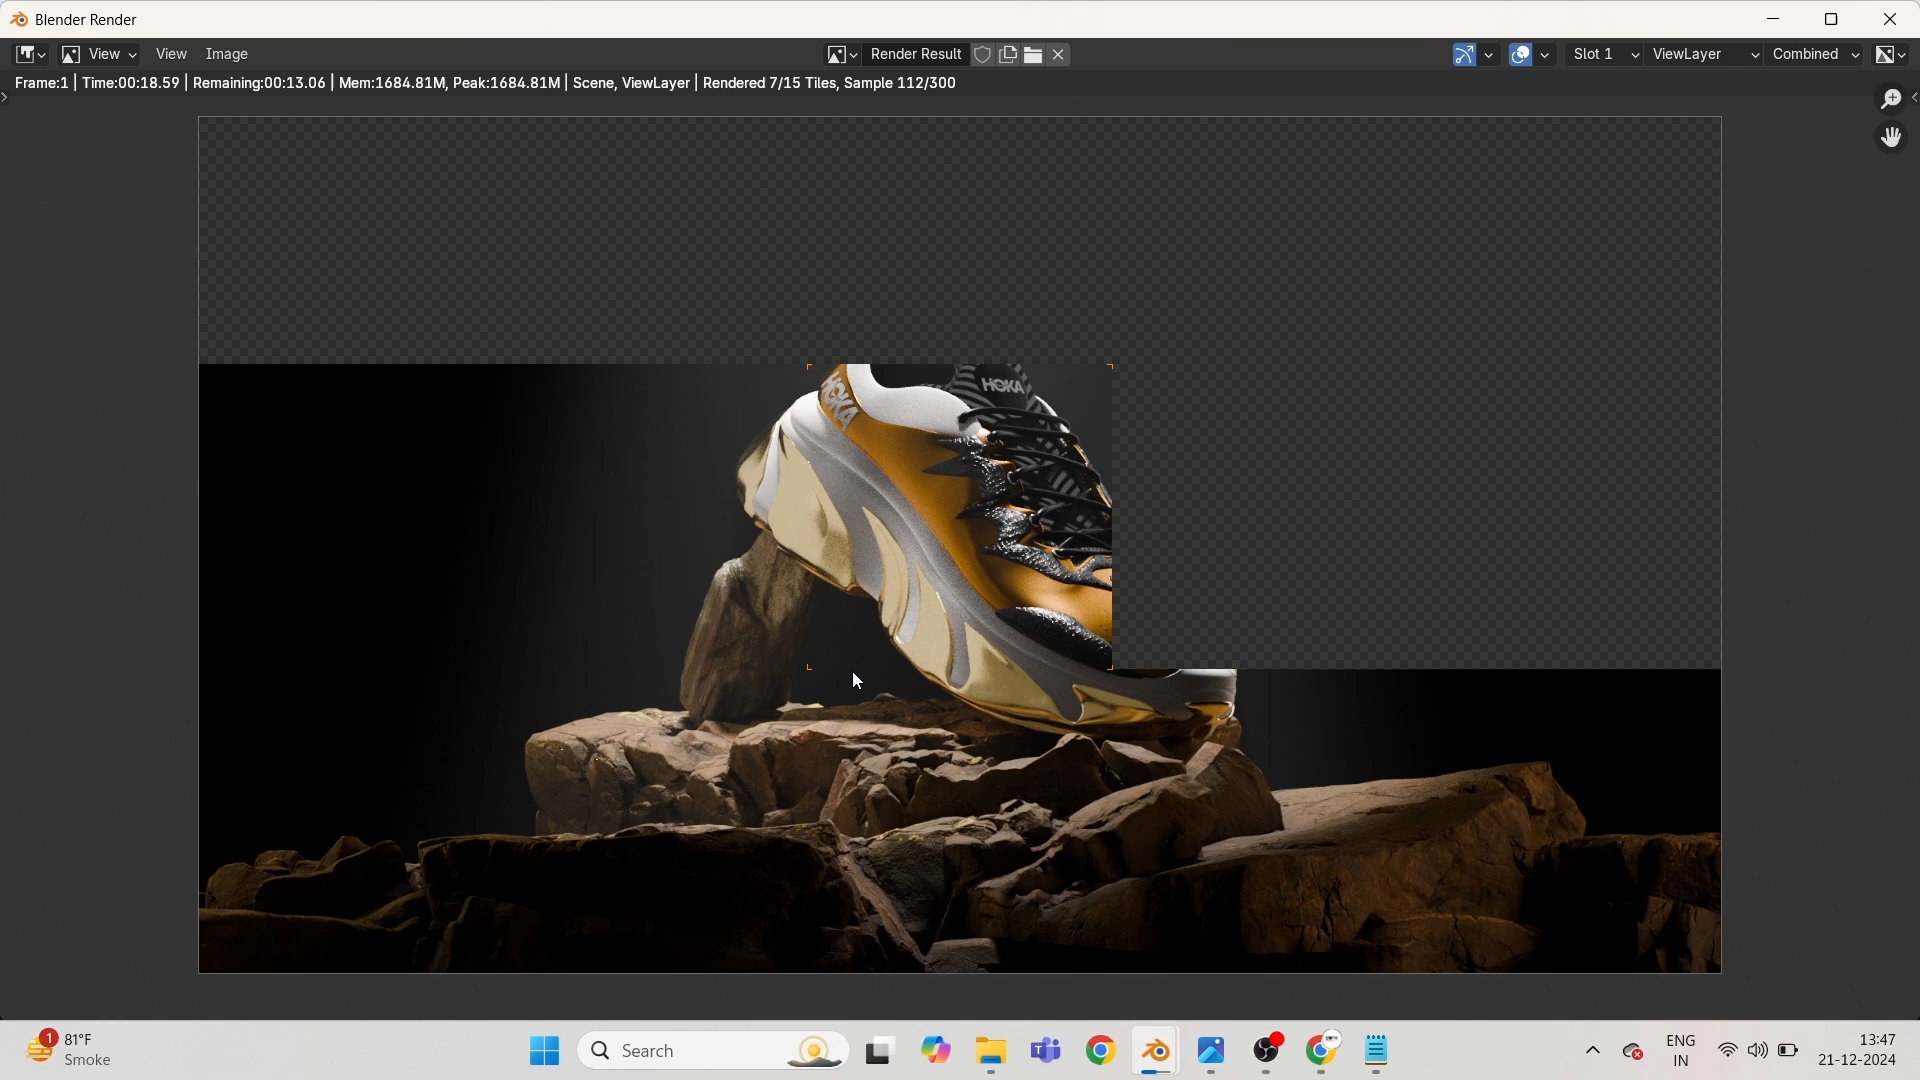 Blender Render
View View Image Render Result Slot 1 ViewLayer Combined
Frame:1 | Time:00:18.59 | Remaining:00:13.06 | Mem:1684.81M, Peak:1684.81M | Scene, ViewLayer | Rendered 7/15 Tiles, Sample 112/300
HOKA
HOKA
1
81°F
Smoke
Search
ENG
IN
13:47
21-12-2024